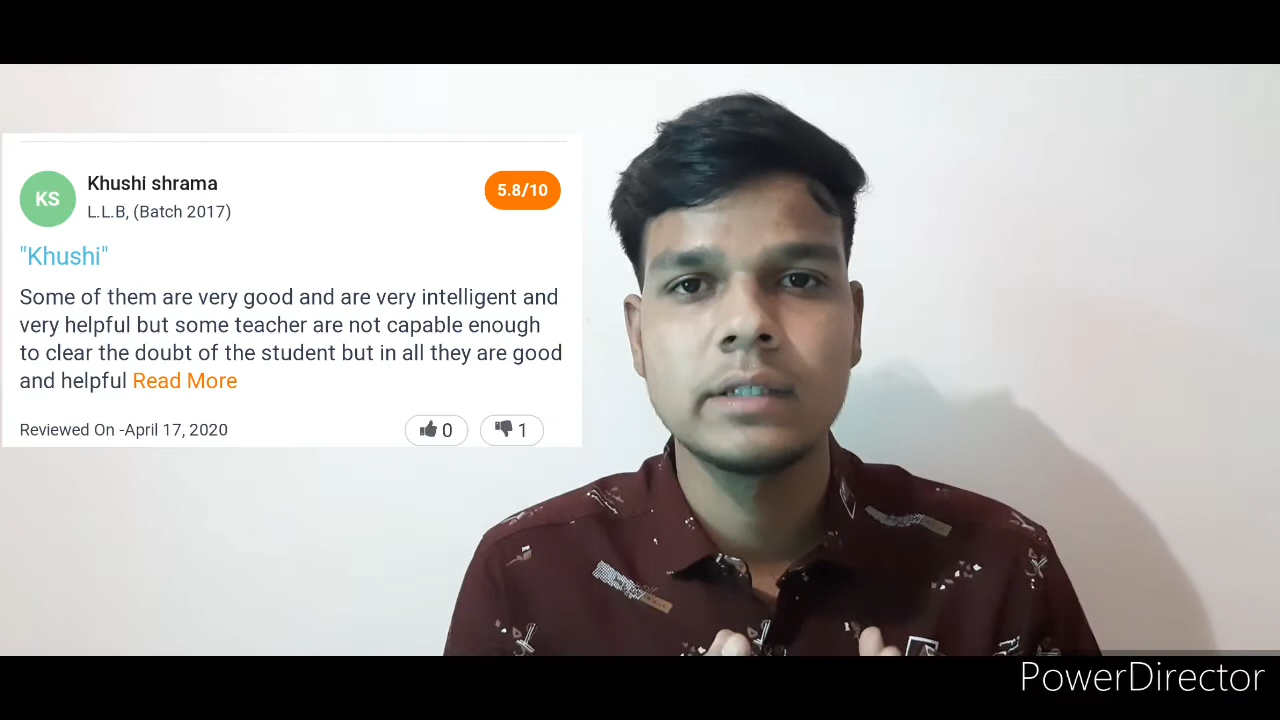 KS
Khushi shrama
5.8/10
L.L.B, (Batch 2017)
"Khushi"
Some of them are very good and are very intelligent and
very helpful but some teacher are not capable enough
to clear the doubt of the student but in all they are good
and helpful Read More
Reviewed On -April 17, 2020
0
1
PowerDirector